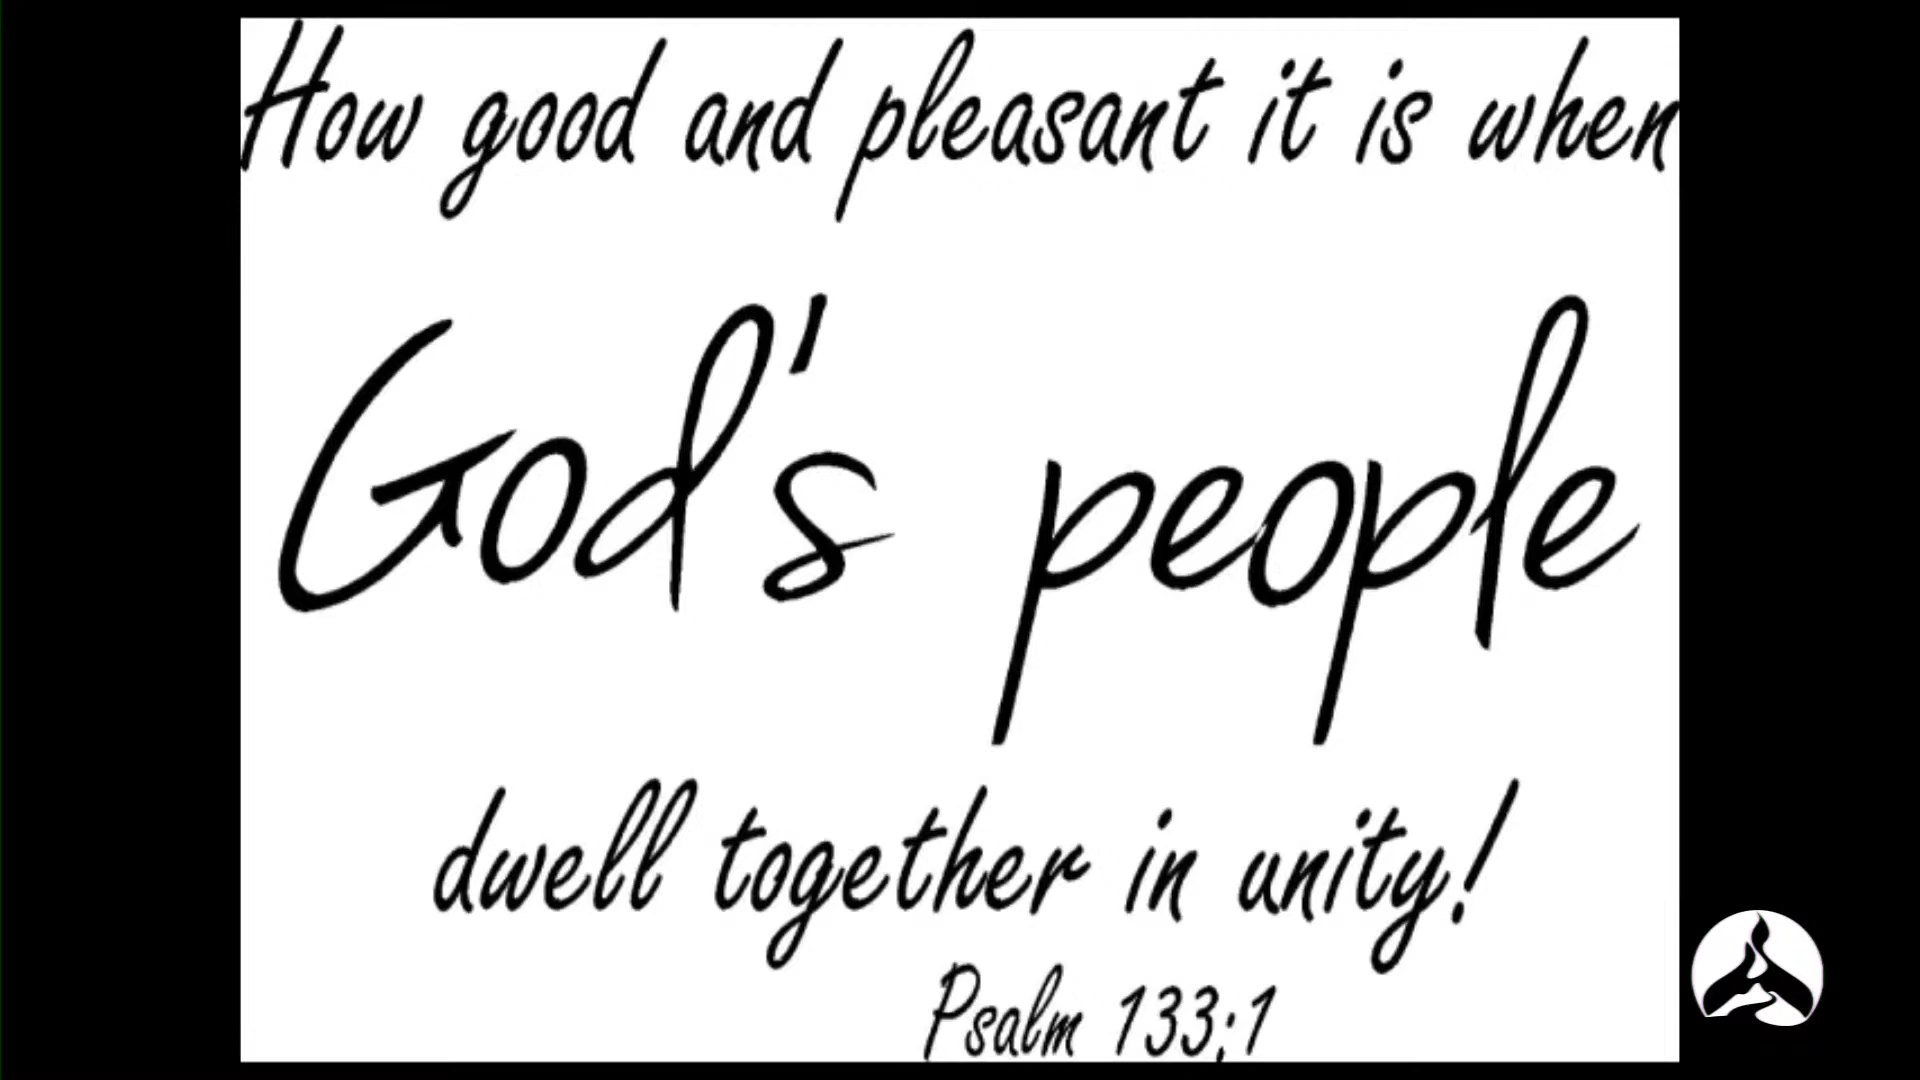 How good and pleasant it is when
God's people
dwell together in unity!
Psalm 133;1